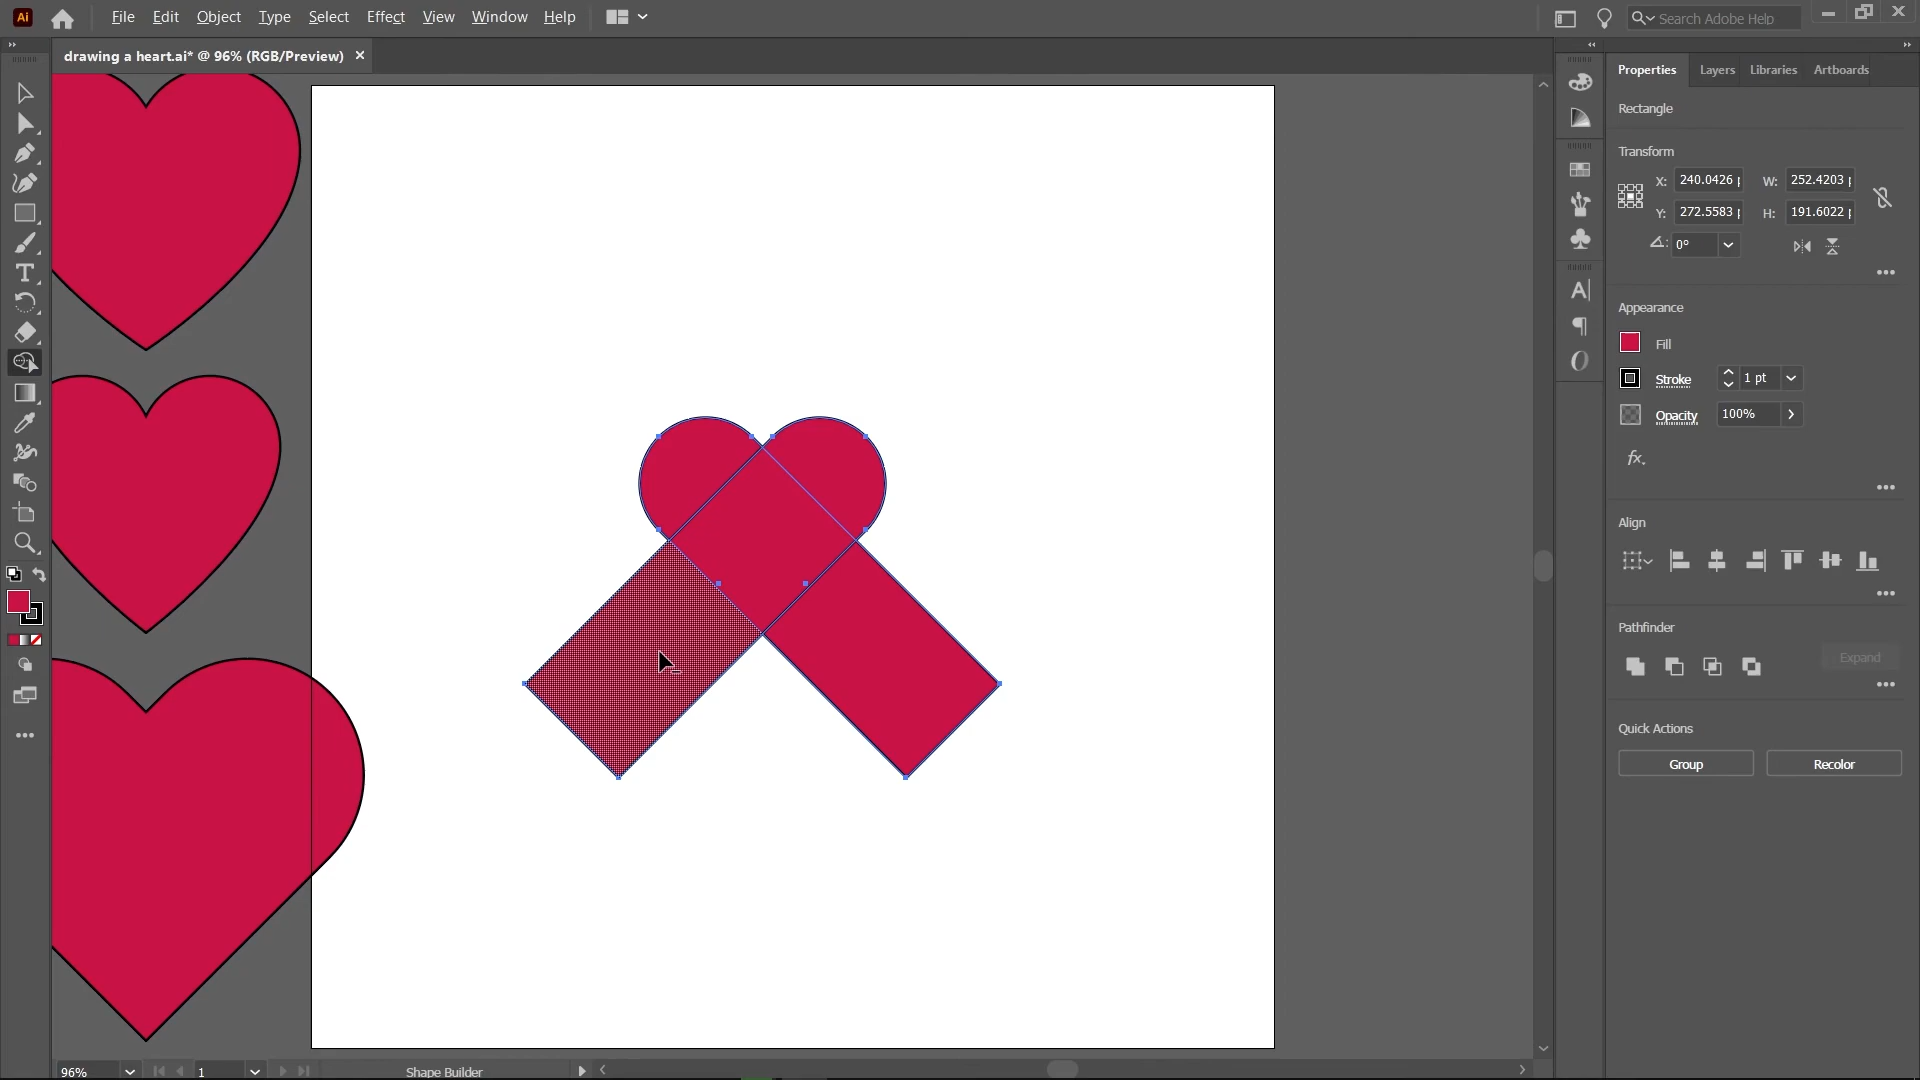 Ai File Edit Object Type Select Effect View Window Help Search Adobe Help
drawing a heart.ai* @ 96% (RGB/Preview) ×
Properties Layers Libraries Artboards
Rectangle
Transform
X: 240.0426 p W: 252.4203 p
Y: 272.5583 p H: 191.6022 p
0°
Appearance
Fill
Stroke 1 pt
Opacity 100%
fx.
Align
Pathfinder
Expand
Quick Actions
Group Recolor
96% 1 Shape Builder